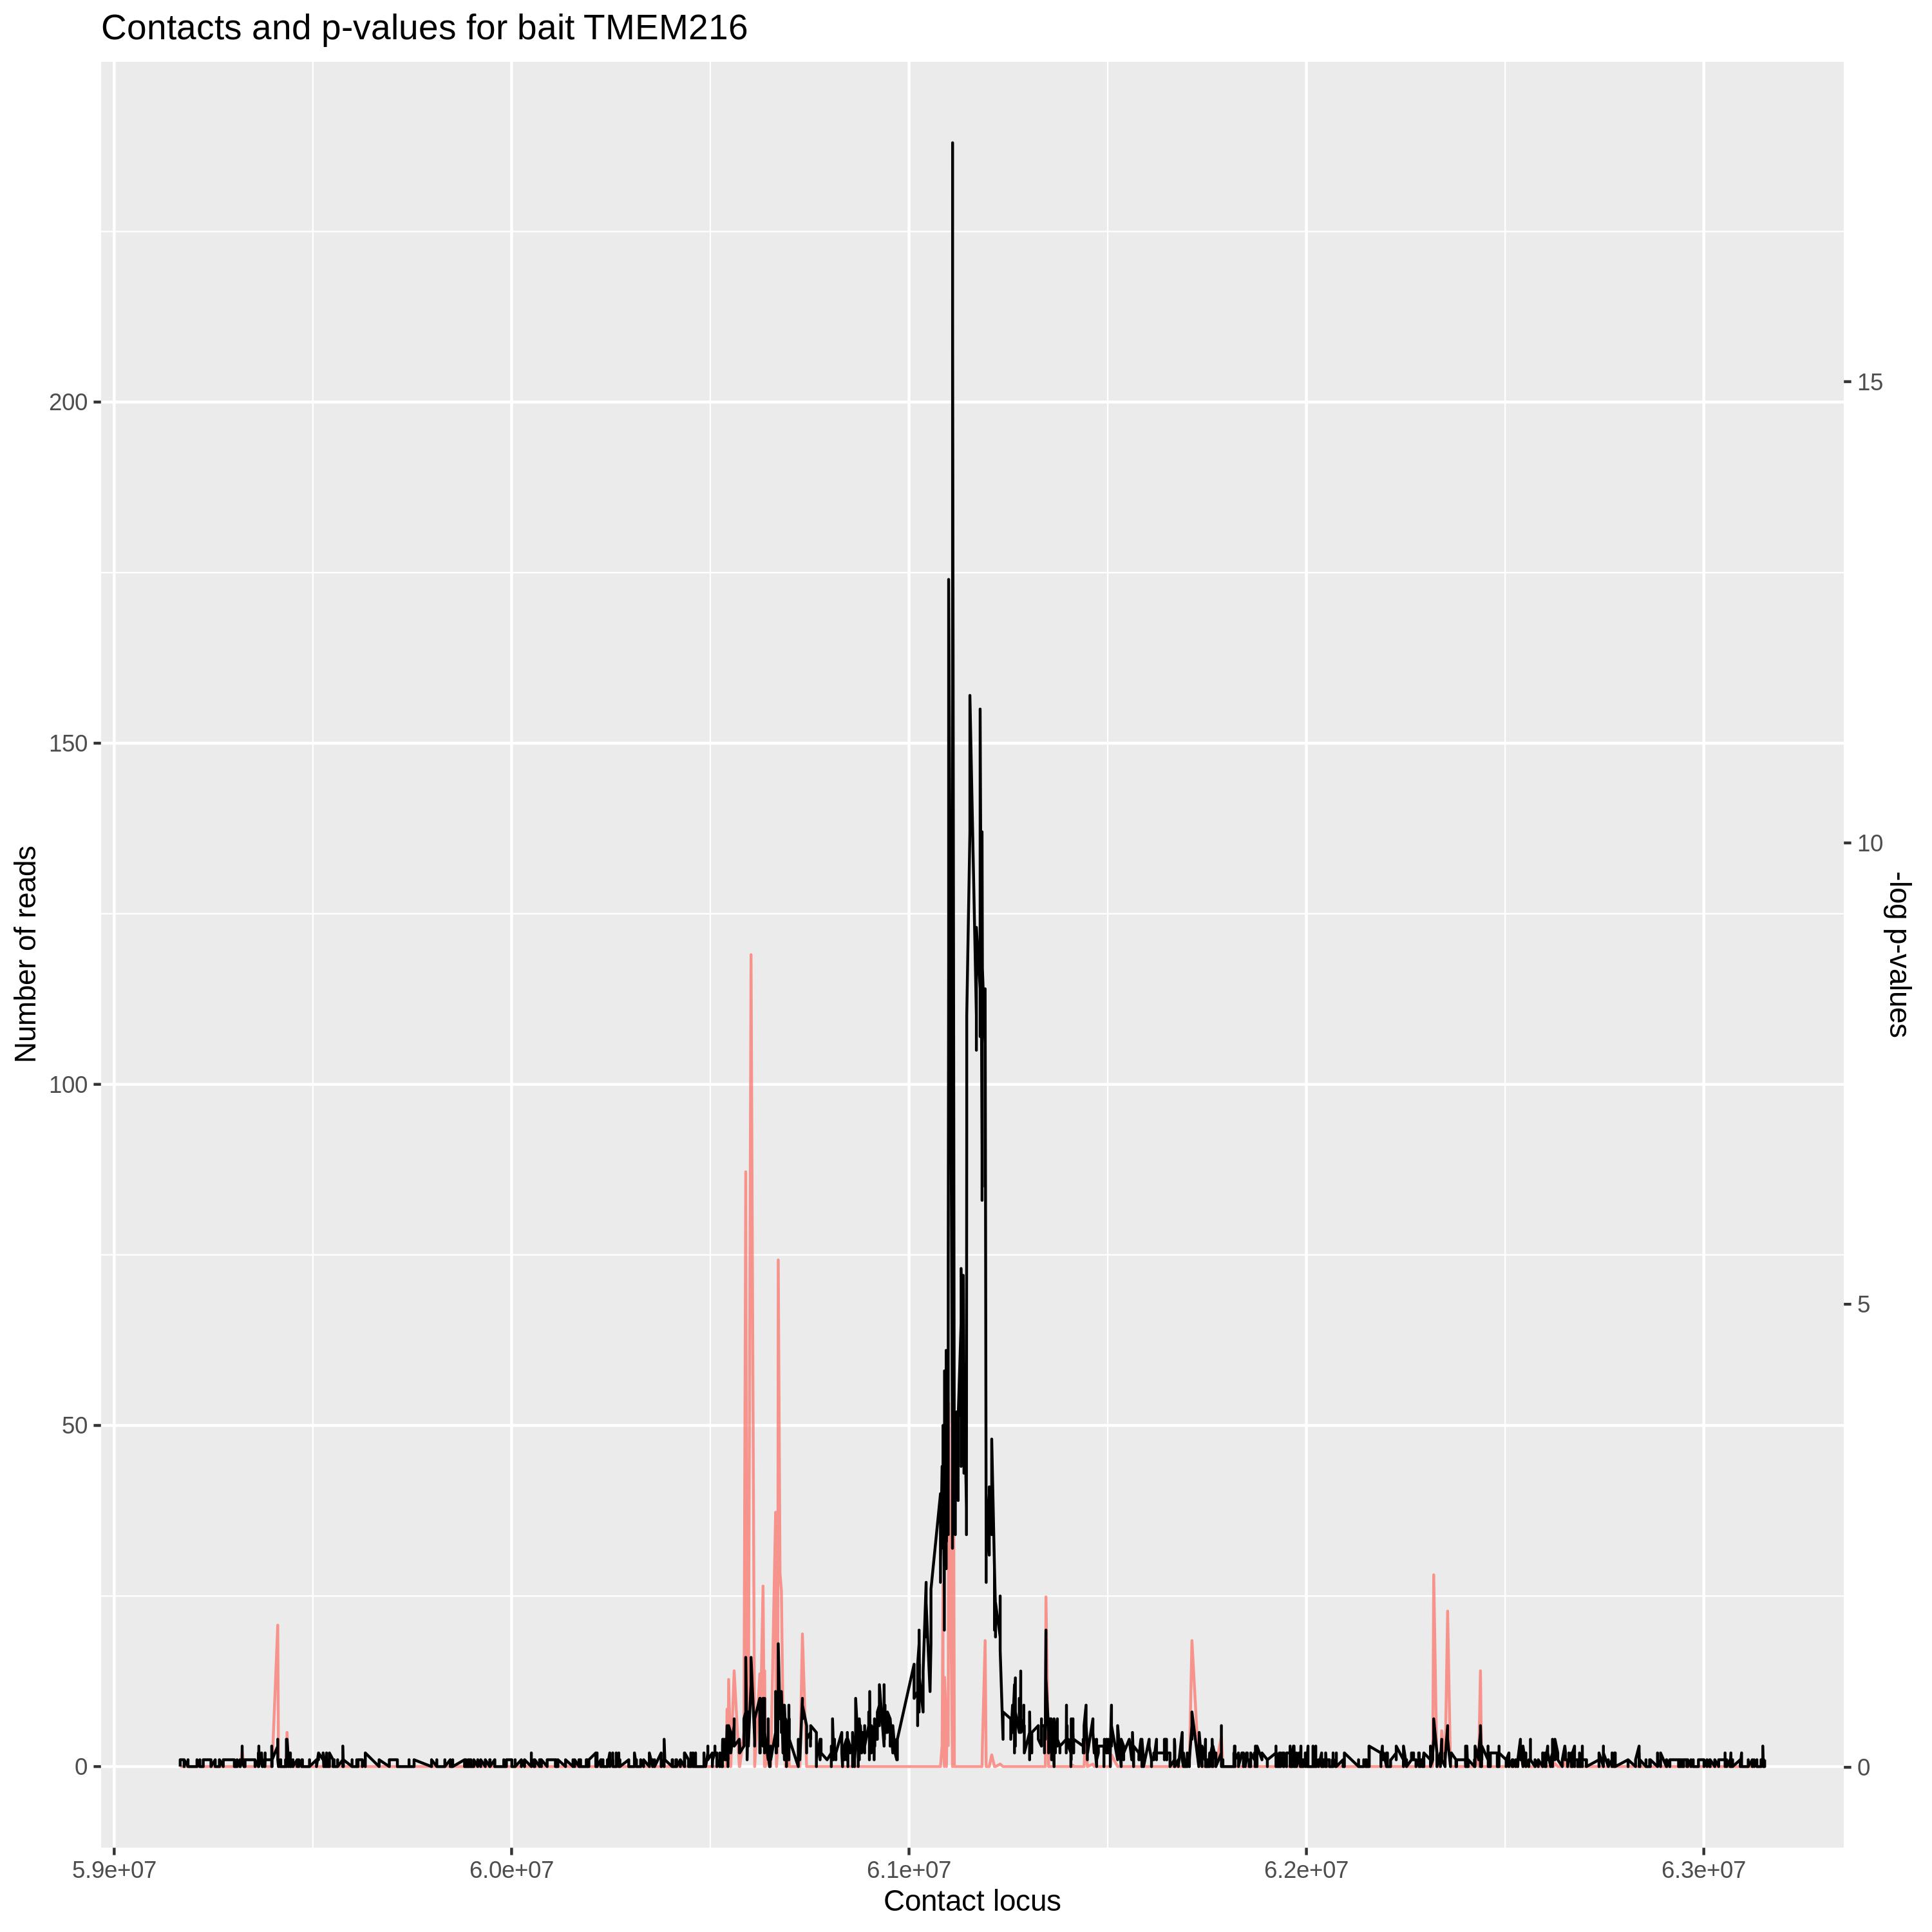 Contacts and p-values for bait TMEM216
Number of reads
200
150
100
50
0
15
10
5
0
-log p-values
5.9e+07 6.0e+07 6.1e+07 6.2e+07 6.3e+07
Contact locus